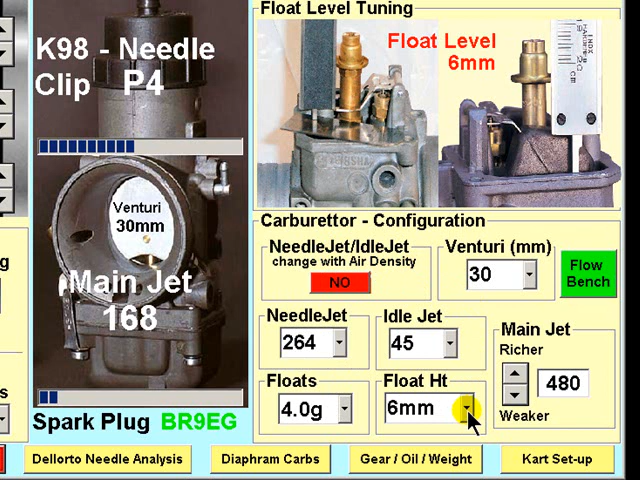 K98 - Needle
Clip P4
Venturi
30mm
Main Jet
168
Spark Plug BR9EG
Float Level Tuning
Float Level
6mm
INOX
cm
Carburettor - Configuration
NeedleJet/IdleJet
change with Air Density
NO
Venturi (mm)
30
Flow
Bench
NeedleJet
264
Idle Jet
45
Main Jet
Richer
480
Weaker
Floats
4.0g
Float Ht
6mm
Dellorto Needle Analysis
Diaphram Carbs
Gear / Oil / Weight
Kart Set-up